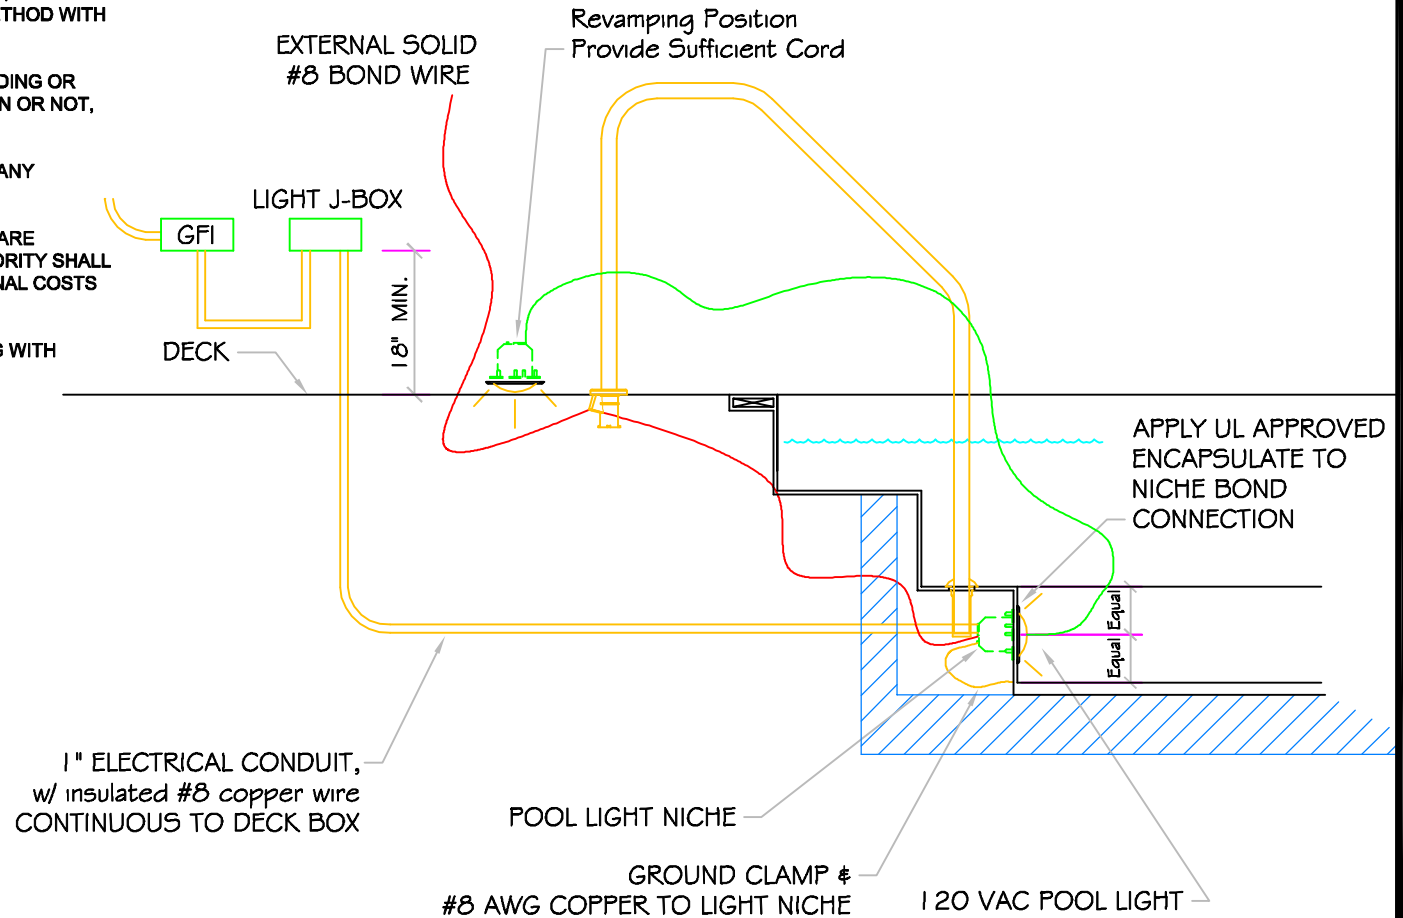 THOD WITH
DING OR
N OR NOT,
ANY
ARE
ORITY SHALL
NAL COSTS
G WITH
EXTERNAL SOLID
#8 BOND WIRE
Revamping Position
Provide Sufficient Cord
LIGHT J-BOX
GFI
18" MIN.
DECK
APPLY UL APPROVED
ENCAPSULATE TO
NICHE BOND
CONNECTION
Equal
Equal
1" ELECTRICAL CONDUIT,
w/ insulated #8 copper wire
CONTINUOUS TO DECK BOX
POOL LIGHT NICHE
GROUND CLAMP &
#8 AWG COPPER TO LIGHT NICHE
120 VAC POOL LIGHT